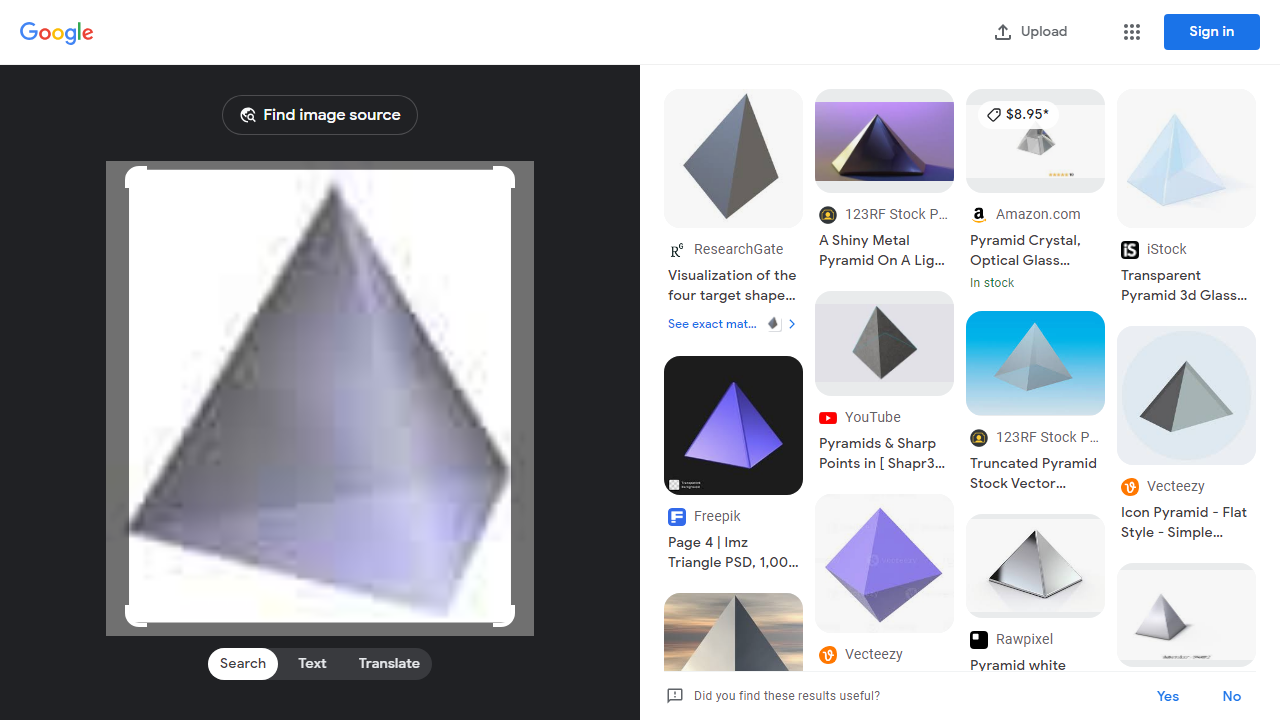 Google
Upload
Sign in
Find image source
Search
Text
Translate
ResearchGate
Visualization of the
four target shape...
See exact mat...
Freepik
Page 4 | Imz
Triangle PSD, 1,00...
123RF Stock P...
A Shiny Metal
Pyramid On A Lig...
YouTube
Pyramids & Sharp
Points in [ Shapr3...
Vecteezy
$8.95*
Amazon.com
Pyramid Crystal,
Optical Glass...
In stock
123RF Stock P...
Truncated Pyramid
Stock Vector...
Rawpixel
Pyramid white
iStock
Transparent
Pyramid 3d Glass...
Vecteezy
Icon Pyramid - Flat
Style - Simple...
Did you find these results useful?
Yes
No